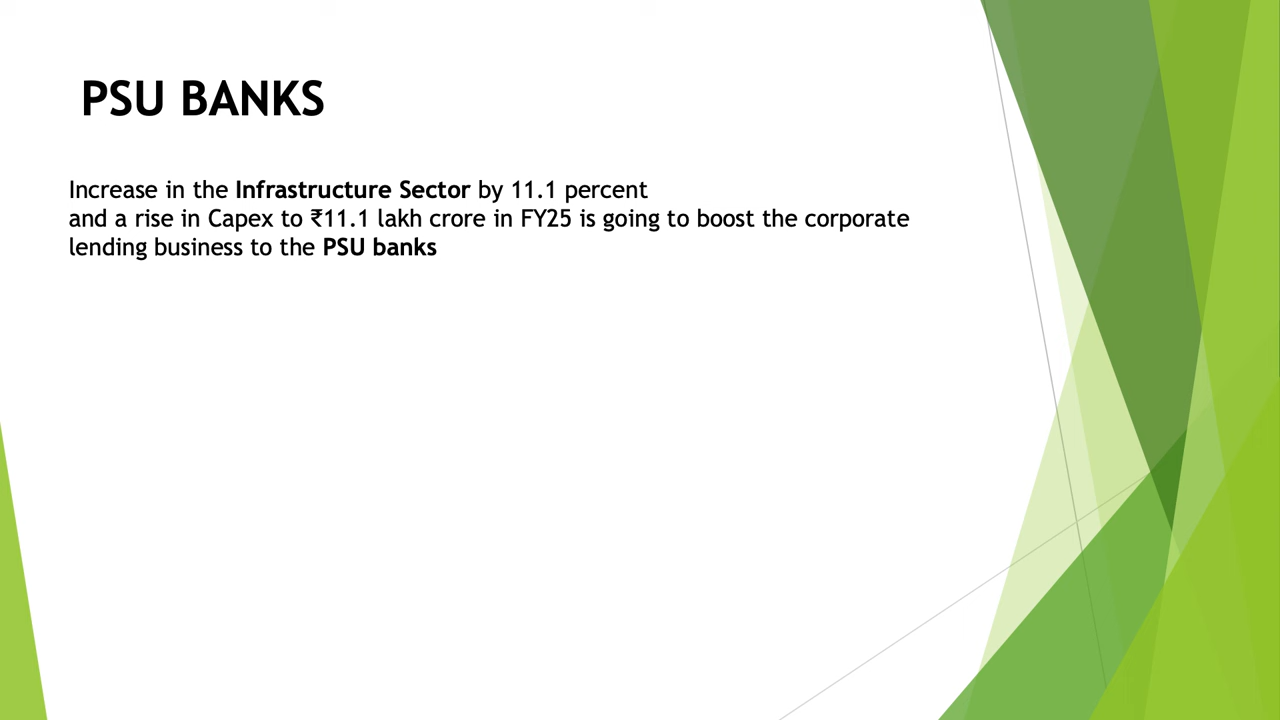 PSU BANKS
Increase in the Infrastructure Sector by 11.1 percent
and a rise in Capex to ₹11.1 lakh crore in FY25 is going to boost the corporate
lending business to the PSU banks